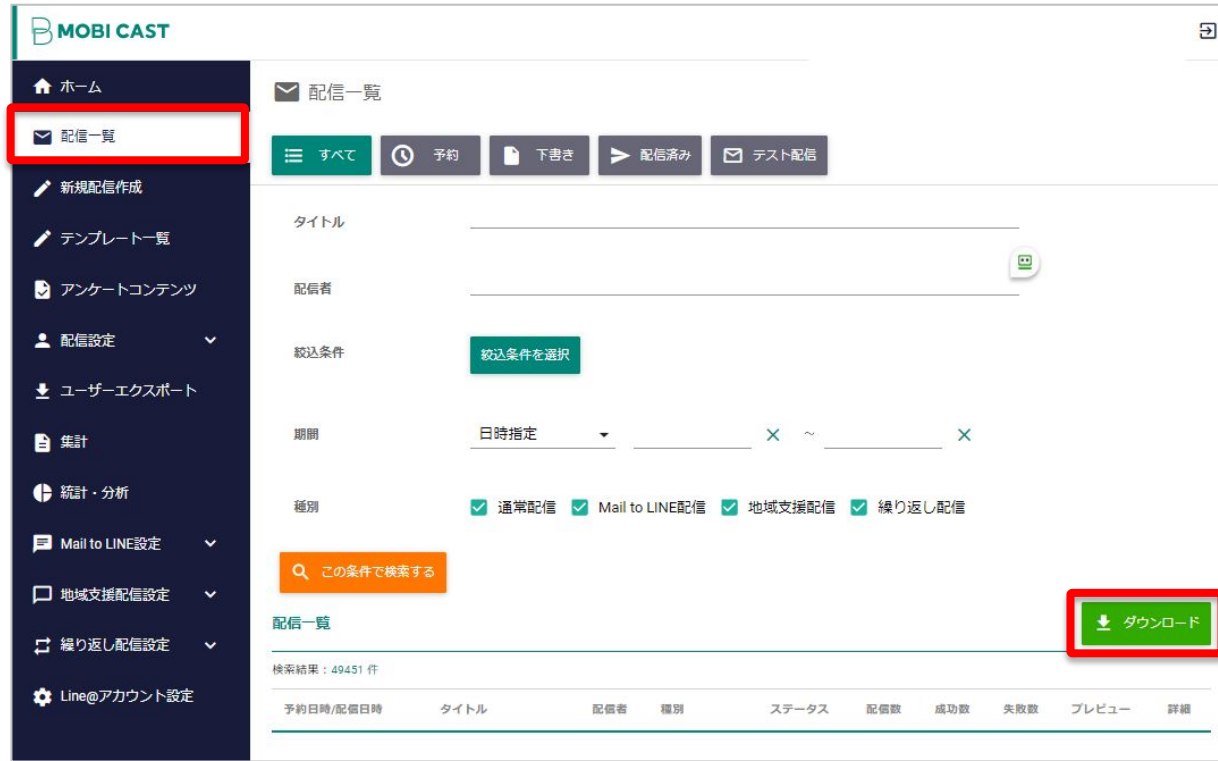 MOBI CAST
ホーム
配信一覧
新規配信作成
テンプレート一覧
アンケートコンテンツ
配信設定
ユーザーエクスポート
集計
統計・分析
Mail to LINE設定
地域支援配信設定
繰り返し配信設定
Line@アカウント設定
配信一覧
すべて 予約 下書き 配信済み テスト配信
タイトル
配信者
絞込条件 絞込条件を選択
期間 日時指定 ~
種別 通常配信 Mail to LINE配信 地域支援配信 繰り返し配信
この条件で検索する
配信一覧 ダウンロード
検索結果：49451 件
予約日時/配信日時 タイトル 配信者 種別 ステータス 配信数 成功数 失敗数 プレビュー 詳細